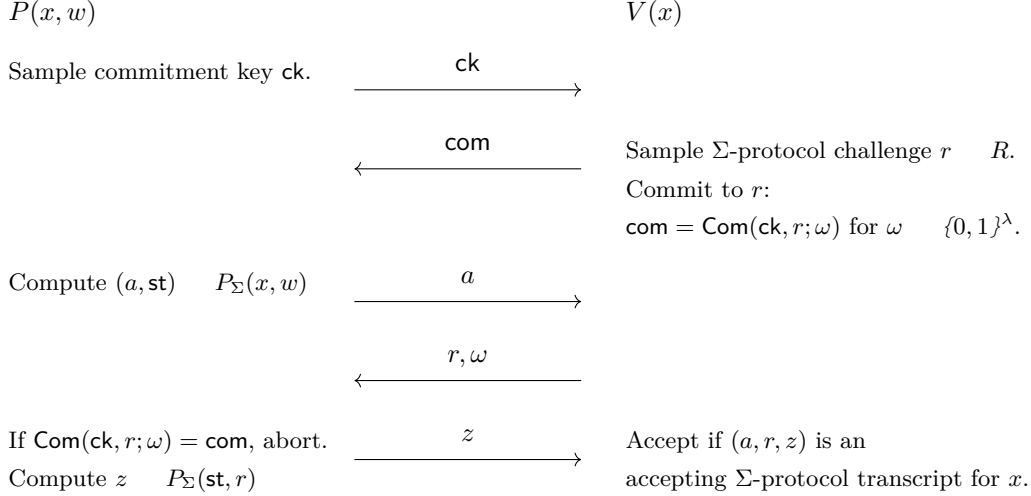 P(x, w) V(x)
Sample commitment key ck. ck
com Sample Σ-protocol challenge r R.
Commit to r:
com = Com(ck, r; ω) for ω {0, 1}^λ.
Compute (a, st) P_Σ(x, w) a
r, ω
If Com(ck, r; ω) = com, abort. z Accept if (a, r, z) is an
Compute z P_Σ(st, r) accepting Σ-protocol transcript for x.